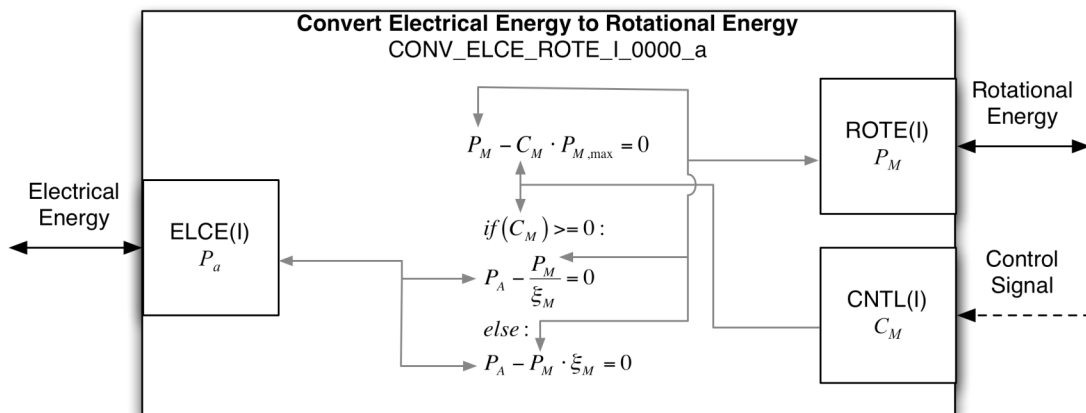 Convert Electrical Energy to Rotational Energy
CONV_ELCE_ROTE_I_0000_a
Rotational
Energy
ROTE(I)
P_M
P_M − C_M · P_{M,max} = 0
Electrical
Energy
ELCE(I)
P_a
if(C_M) >= 0 :
P_A − P_M/ξ_M = 0
else :
P_A − P_M · ξ_M = 0
Control
Signal
CNTL(I)
C_M